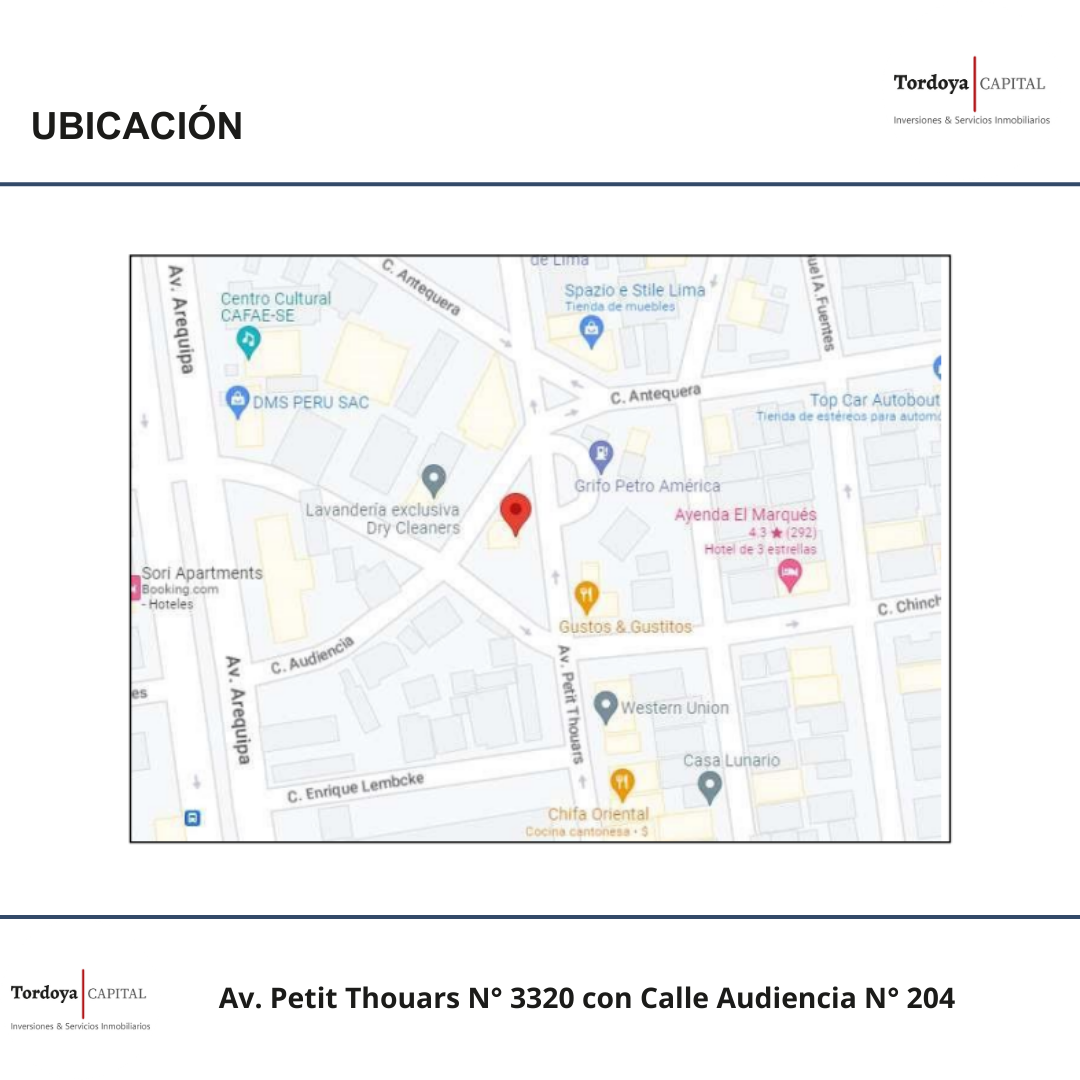 Tordoya CAPITAL
Inversiones & Servicios Inmobiliarios
UBICACIÓN
de Lima
C. Antequera
Av. Arequipa
Centro Cultural
CAFAE-SE
Spazio e Stile Lima
Tienda de muebles
uel A.Fuentes
C. Antequera
DMS PERU SAC
Top Car Autobout
Tienda de estéreos para automó
Grifo Petro América
Lavandería exclusiva
Dry Cleaners
Ayenda El Marqués
4.3 ★ (292)
Hotel de 3 estrellas
Sori Apartments
Booking.com
- Hoteles
C. Chinch
Gustos & Gustitos
C. Audiencia
Av. Arequipa
Av. Petit Thouars
es
Western Union
Casa Lunario
C. Enrique Lembcke
Chifa Oriental
Cocina cantonesa • $
Tordoya CAPITAL
Inversiones & Servicios Inmobiliarios
Av. Petit Thouars N° 3320 con Calle Audiencia N° 204